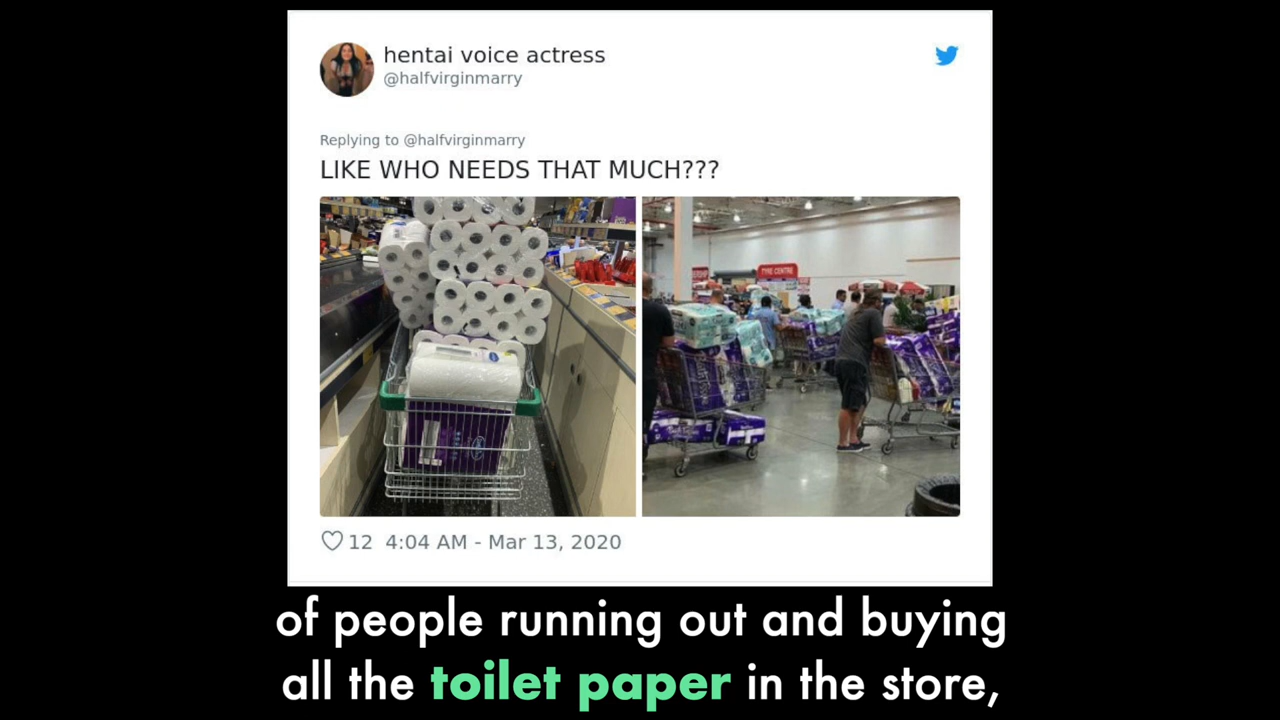 hentai voice actress
@halfvirginmarry
Replying to @halfvirginmarry
LIKE WHO NEEDS THAT MUCH???
TYRE CENTRE
12 4:04 AM - Mar 13, 2020
of people running out and buying
all the toilet paper in the store,